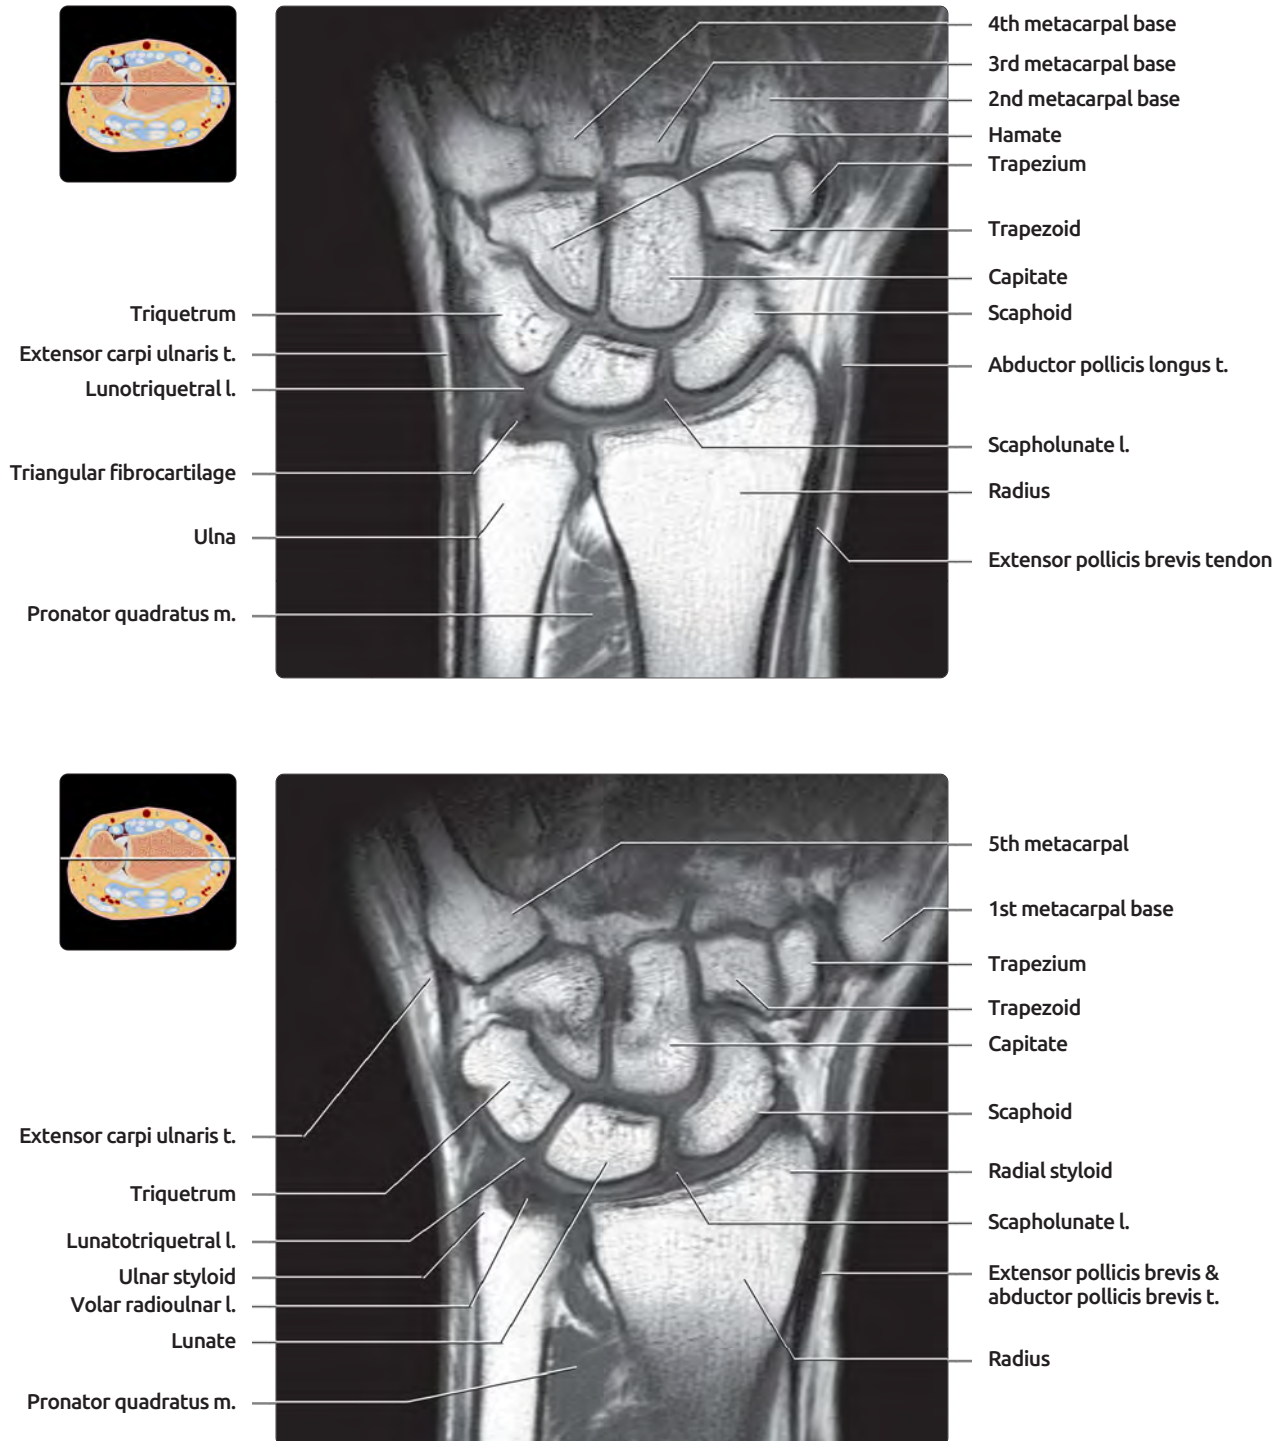 4th metacarpal base
3rd metacarpal base
2nd metacarpal base
Hamate
Trapezium
Trapezoid
Capitate
Scaphoid
Abductor pollicis longus t.
Scapholunate l.
Radius
Extensor pollicis brevis tendon
Triquetrum
Extensor carpi ulnaris t.
Lunotriquetral l.
Triangular fibrocartilage
Ulna
Pronator quadratus m.
5th metacarpal
1st metacarpal base
Trapezium
Trapezoid
Capitate
Scaphoid
Radial styloid
Scapholunate l.
Extensor pollicis brevis &
abductor pollicis brevis t.
Radius
Extensor carpi ulnaris t.
Triquetrum
Lunatotriquetral l.
Ulnar styloid
Volar radioulnar l.
Lunate
Pronator quadratus m.